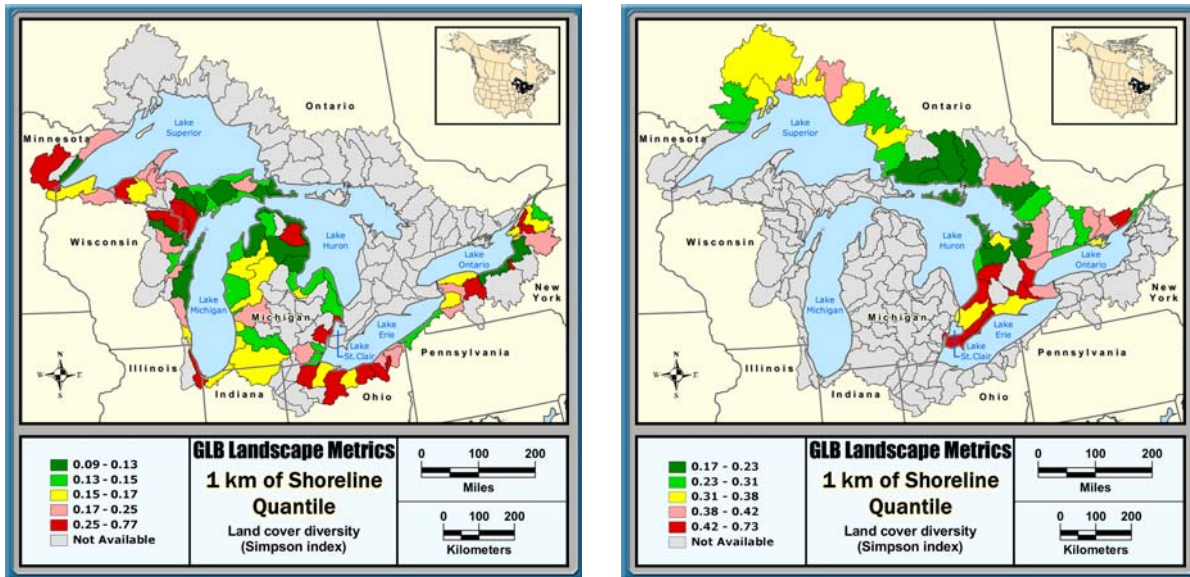 Ontario
Minnesota
Lake
Superior
Wisconsin
Lake
Huron
Lake
Michigan
Michigan
Lake
Ontario
New
York
Lake
Erie
Lake
St. Clair
Pennsylvania
Illinois
Indiana
Ohio
N
W
E
S
0.09 - 0.13
0.13 - 0.15
0.15 - 0.17
0.17 - 0.25
0.25 - 0.77
Not Available
GLB Landscape Metrics
1 km of Shoreline
Quantile
Land cover diversity
(Simpson index)
0 100 200
Miles
0 100 200
Kilometers
Ontario
Minnesota
Lake
Superior
Wisconsin
Lake
Huron
Lake
Michigan
Michigan
Lake
Ontario
New
York
Lake
Erie
Lake
St. Clair
Pennsylvania
Illinois
Indiana
Ohio
N
W
E
S
0.17 - 0.23
0.23 - 0.31
0.31 - 0.38
0.38 - 0.42
0.42 - 0.73
Not Available
GLB Landscape Metrics
1 km of Shoreline
Quantile
Land cover diversity
(Simpson index)
0 100 200
Miles
0 100 200
Kilometers